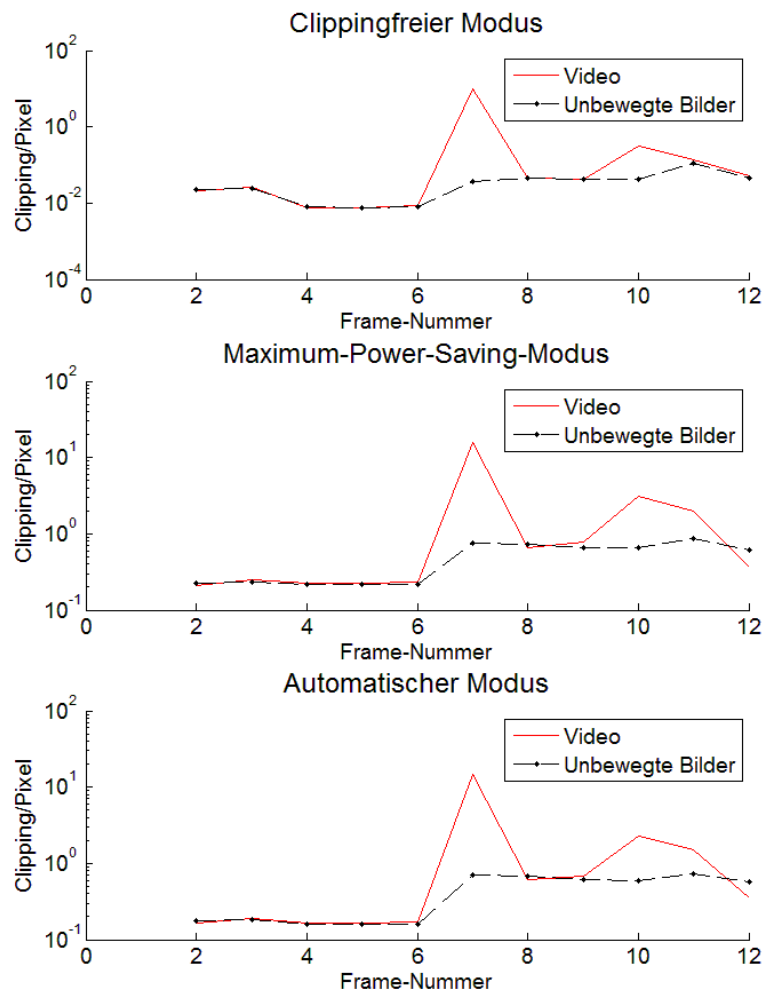 Clippingfreier Modus
10^2
10^0
10^-2
10^-4
Clipping/Pixel
Video
Unbewegte Bilder
0 2 4 6 8 10 12
Frame-Nummer
Maximum-Power-Saving-Modus
10^2
10^1
10^0
10^-1
Clipping/Pixel
Video
Unbewegte Bilder
0 2 4 6 8 10 12
Frame-Nummer
Automatischer Modus
10^2
10^1
10^0
10^-1
Clipping/Pixel
Video
Unbewegte Bilder
0 2 4 6 8 10 12
Frame-Nummer